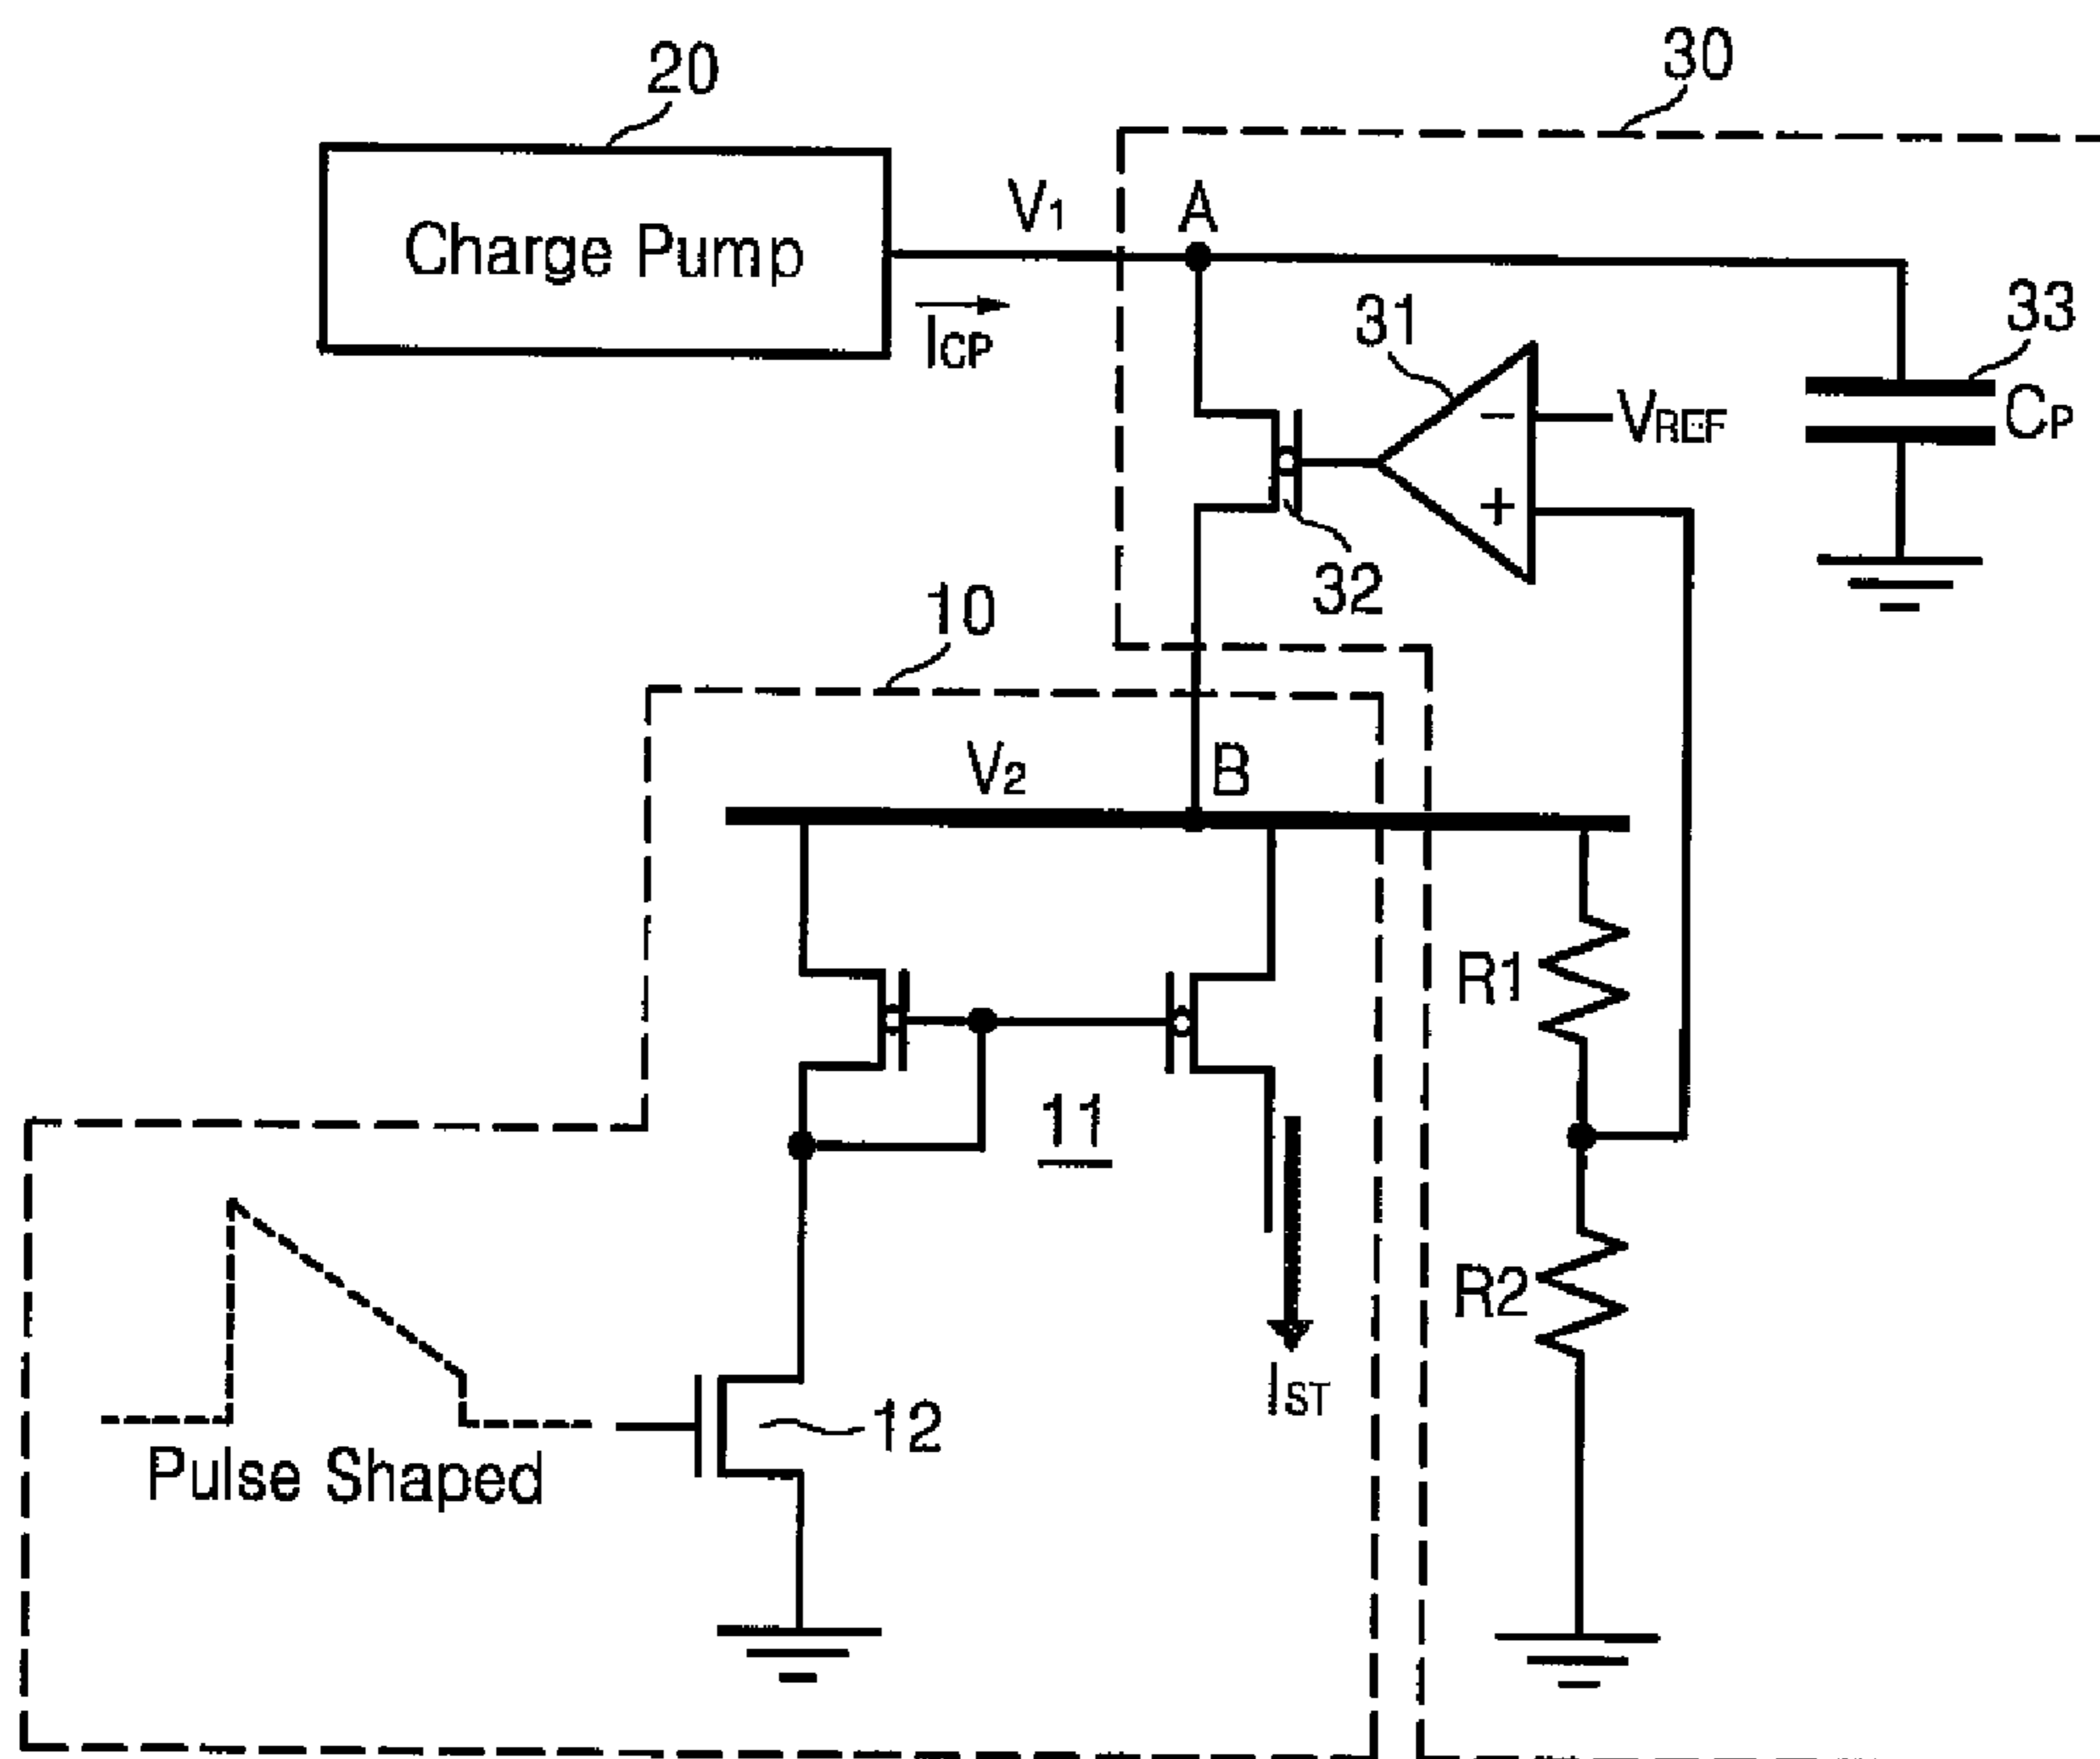 20
30
Charge Pump
V1
A
ICP
31
33
VREF
CP
−
+
32
10
V2
B
R1
11
R2
IST
12
Pulse Shaped